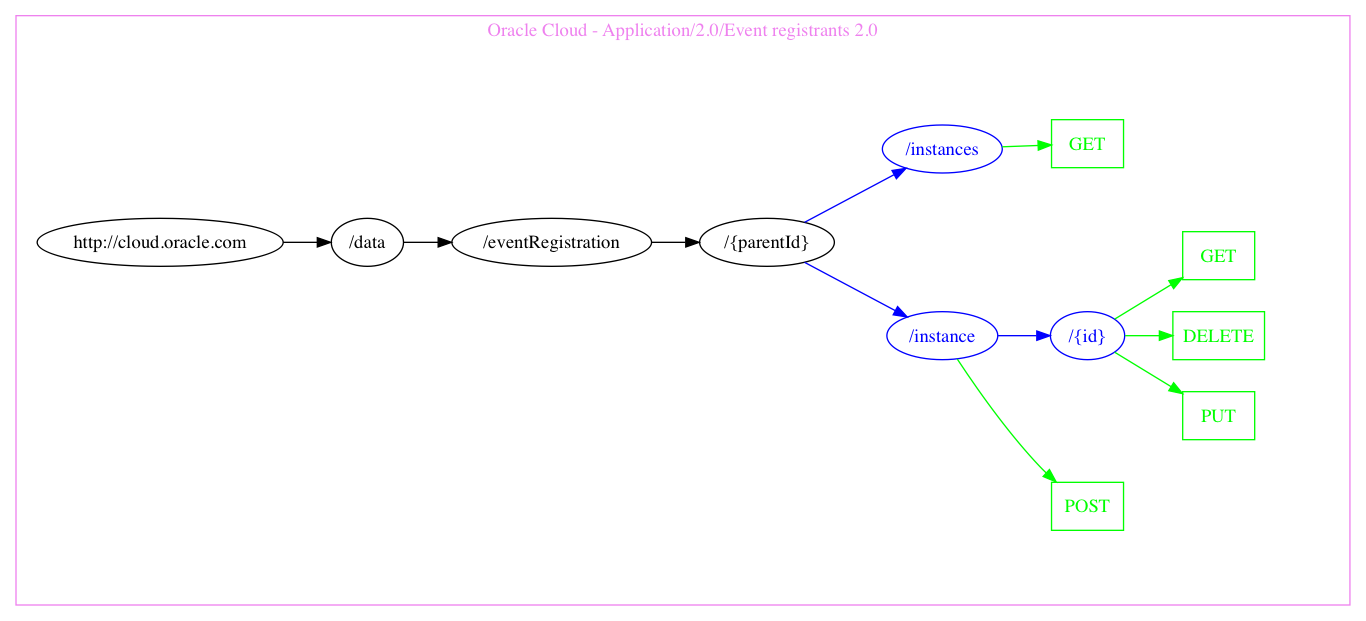 Oracle Cloud - Application/2.0/Event registrants 2.0
/instances
GET
http://cloud.oracle.com
/data
/eventRegistration
/{parentId}
GET
/instance
/{id}
DELETE
PUT
POST